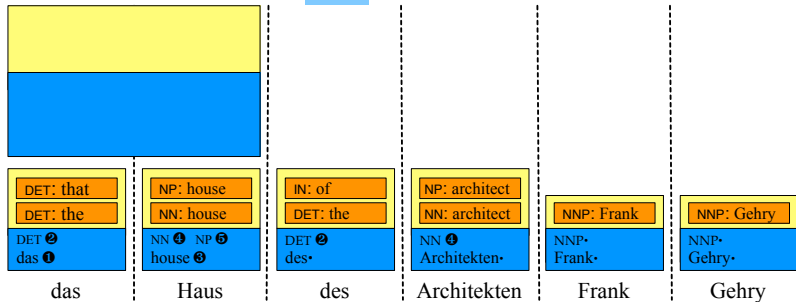 DET: that
DET: the
DET ❷
das ❶
NP: house
NN: house
NN ❹ NP ❺
house ❸
IN: of
DET: the
DET ❷
des•
NP: architect
NN: architect
NN ❹
Architekten•
NNP: Frank
NNP•
Frank•
NNP: Gehry
NNP•
Gehry•
das Haus des Architekten Frank Gehry